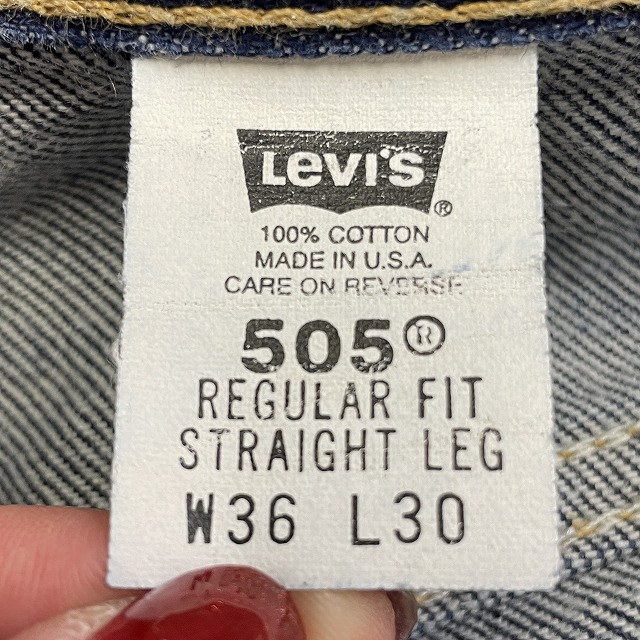 Levi's ®
100% COTTON
MADE IN U.S.A.
CARE ON REVERSE
505®
REGULAR FIT
STRAIGHT LEG
W36 L30